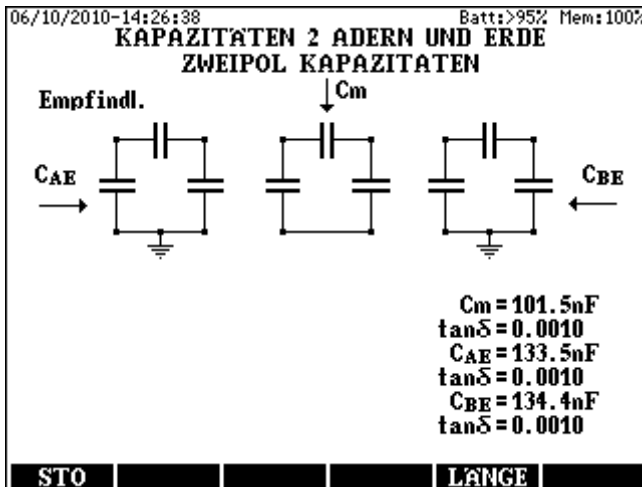 06/10/2010-14:26:38 Batt:>95% Mem:100%
KAPAZITÄTEN 2 ADERN UND ERDE
ZWEIPOL KAPAZITÄTEN
Empfindl.
Cm
CAE
CBE
Cm=101.5nF
tanδ=0.0010
CAE=133.5nF
tanδ=0.0010
CBE=134.4nF
tanδ=0.0010
STO LÄNGE